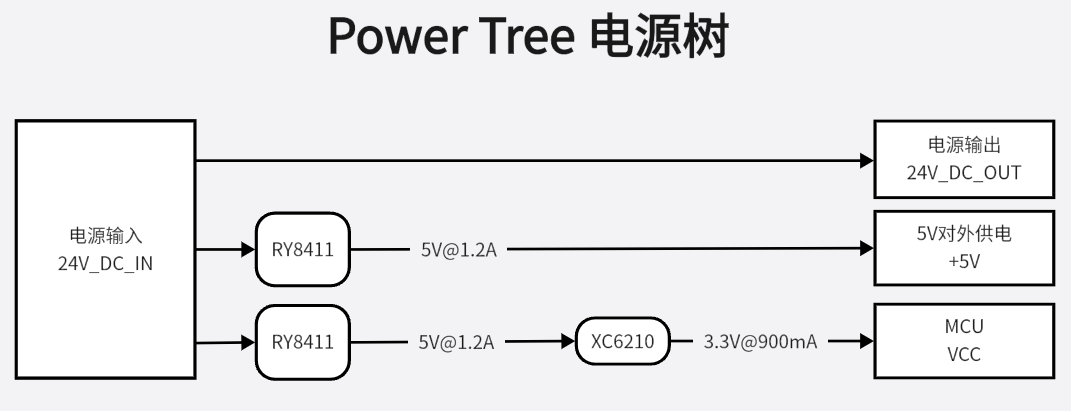 Power Tree 电源树
电源输入
24V_DC_IN
电源输出
24V_DC_OUT
RY8411
5V@1.2A
5V对外供电
+5V
RY8411
5V@1.2A
XC6210
3.3V@900mA
MCU
VCC